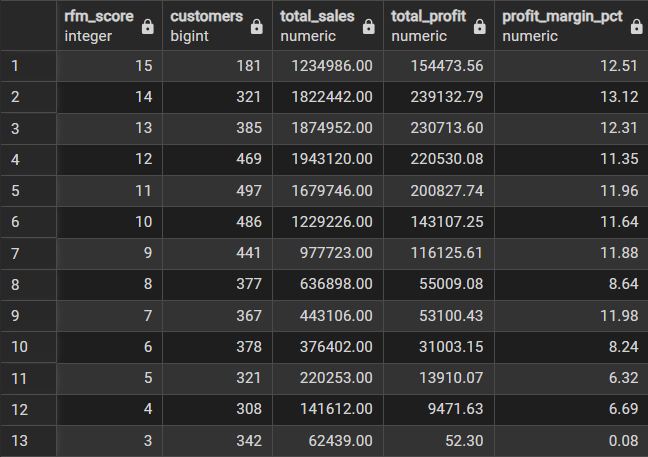 rfm_score customers total_sales total_profit profit_margin_pct
integer bigint numeric numeric numeric
1 15 181 1234986.00 154473.56 12.51
2 14 321 1822442.00 239132.79 13.12
3 13 385 1874952.00 230713.60 12.31
4 12 469 1943120.00 220530.08 11.35
5 11 497 1679746.00 200827.74 11.96
6 10 486 1229226.00 143107.25 11.64
7 9 441 977723.00 116125.61 11.88
8 8 377 636898.00 55009.08 8.64
9 7 367 443106.00 53100.43 11.98
10 6 378 376402.00 31003.15 8.24
11 5 321 220253.00 13910.07 6.32
12 4 308 141612.00 9471.63 6.69
13 3 342 62439.00 52.30 0.08